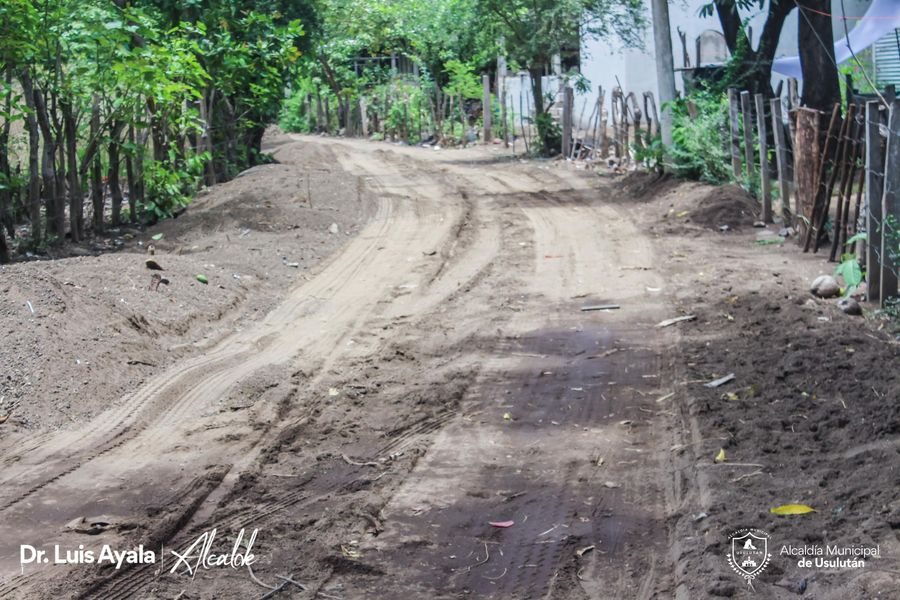 Dr. Luis Ayala | Alcalde
Alcaldía Municipal
de Usulután